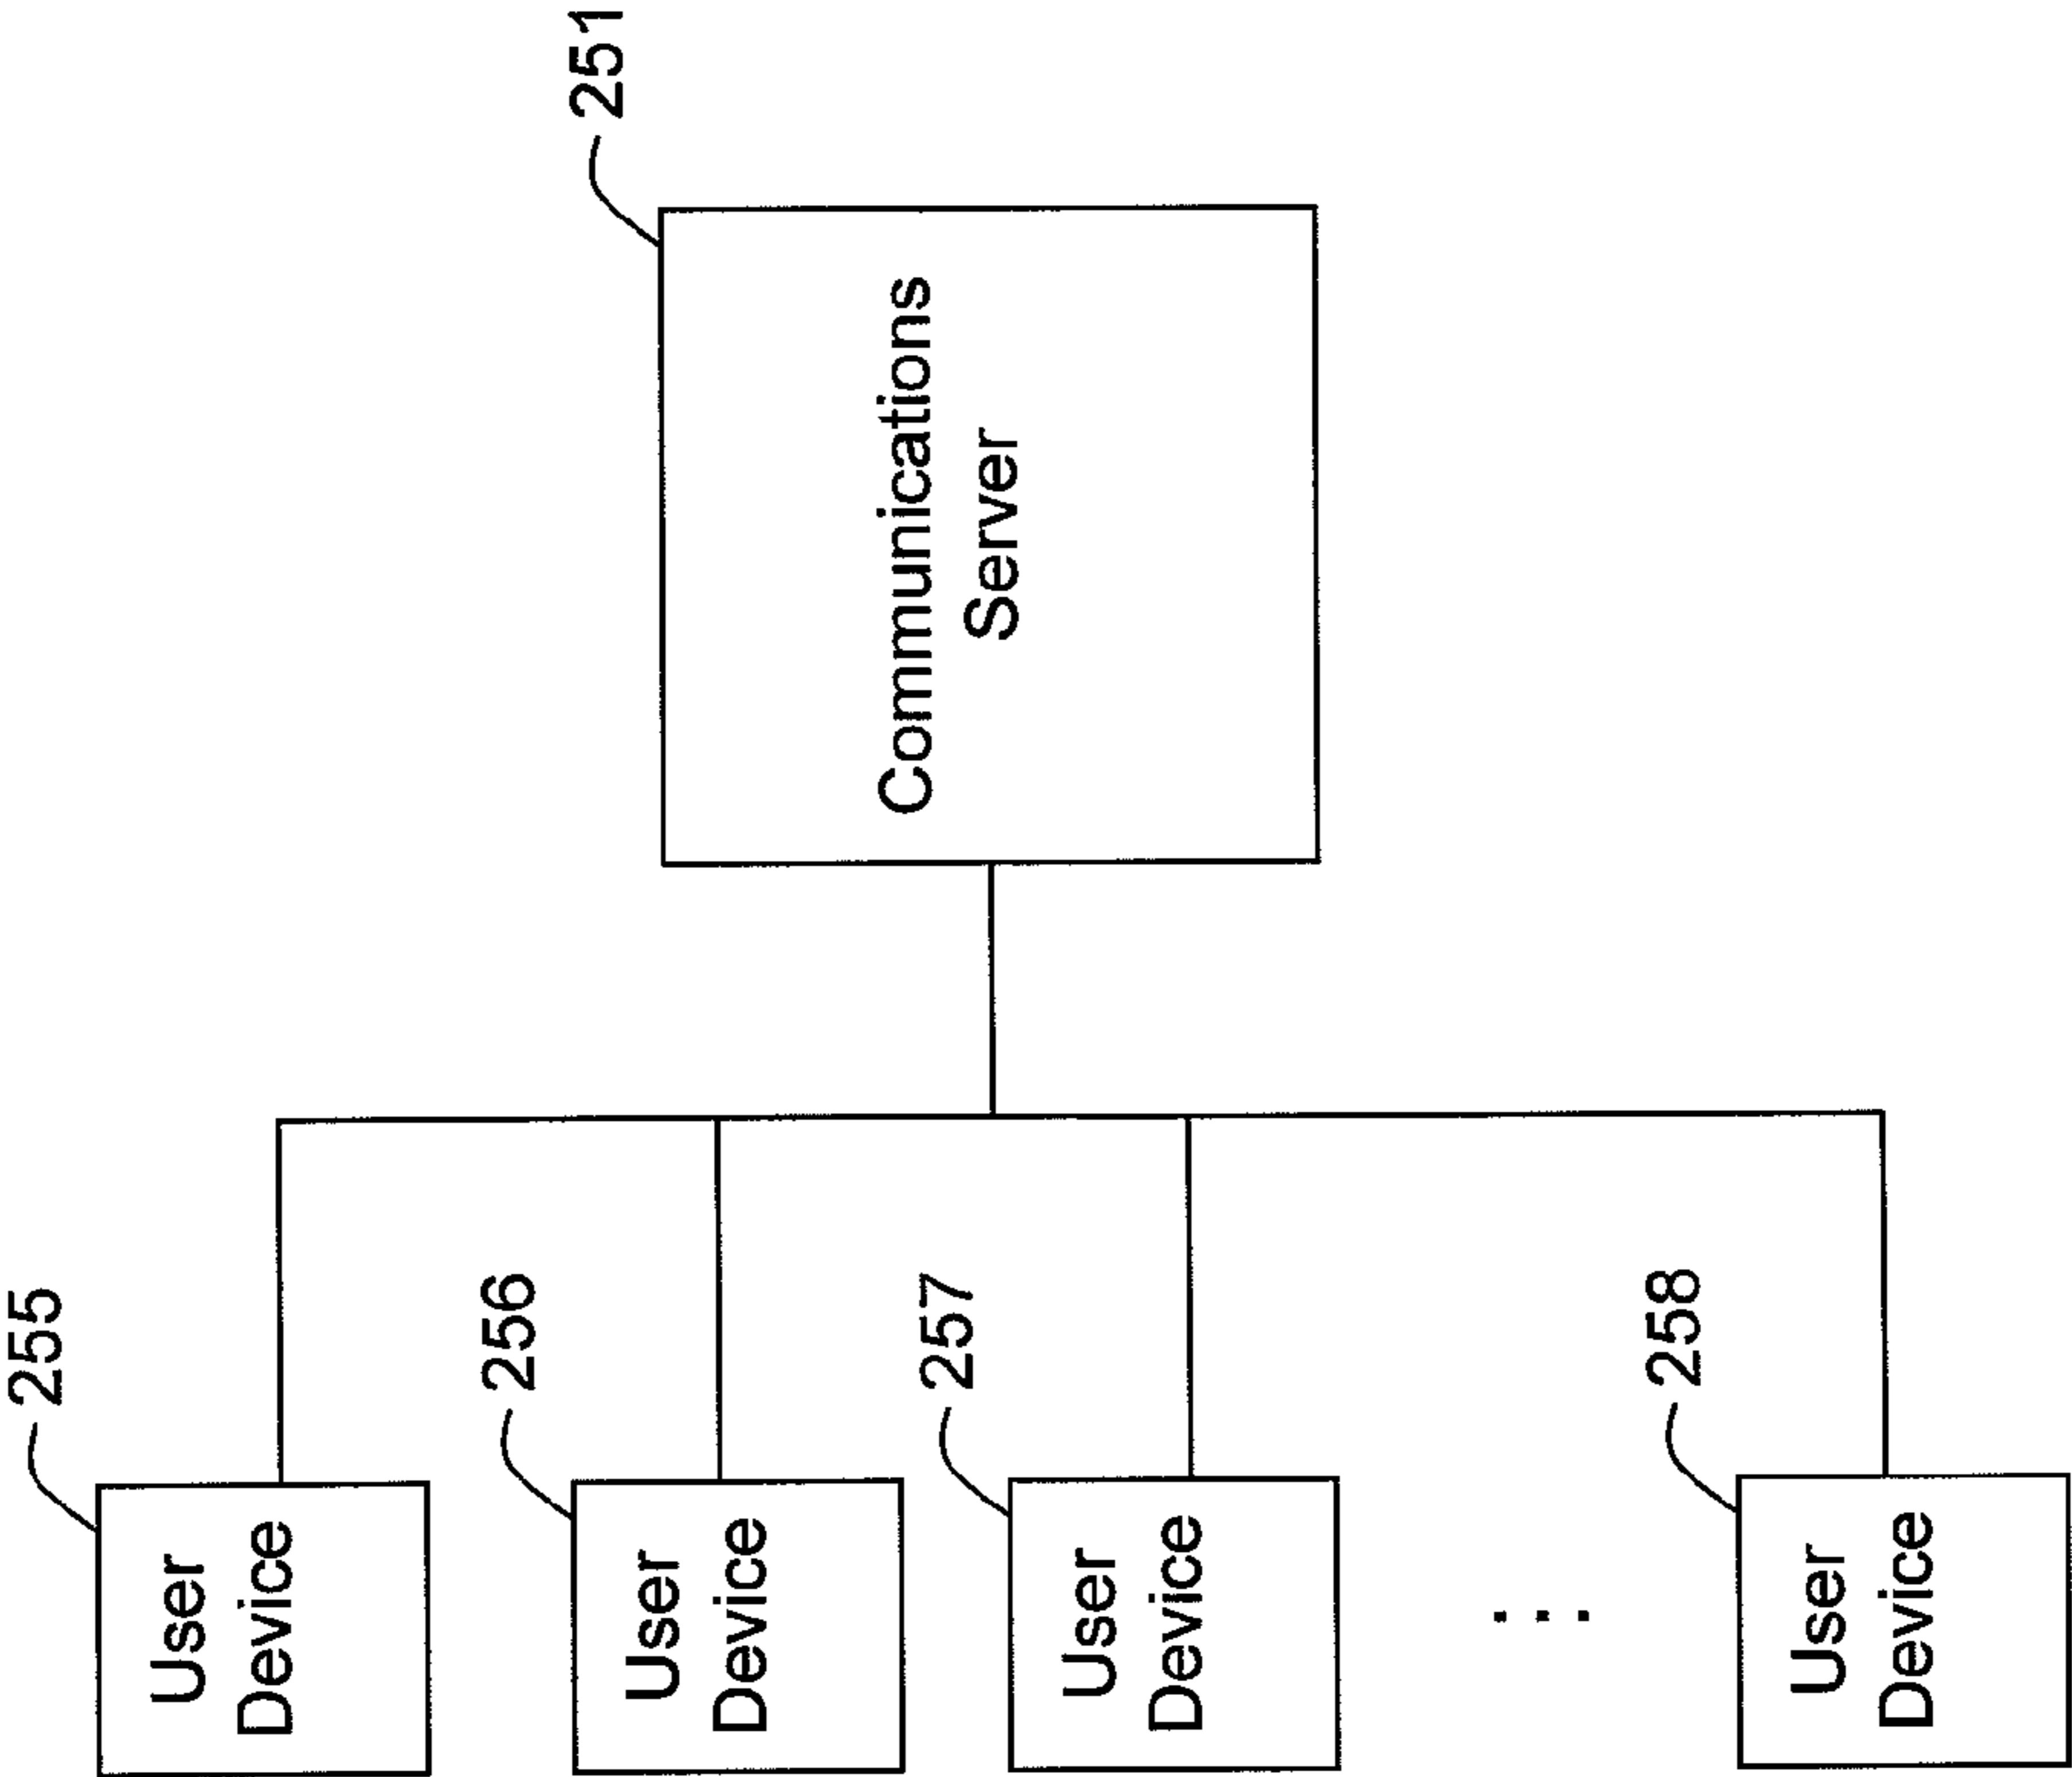 251
Communications
Server
255
User
Device
256
User
Device
257
User
Device
. . .
258
User
Device